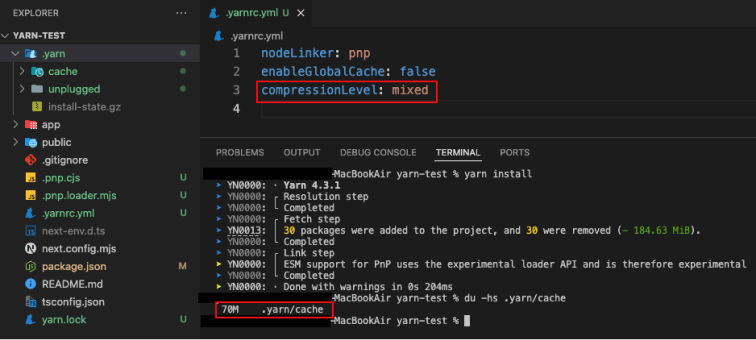 EXPLORER
YARN-TEST
.yarn
cache
unplugged
install-state.gz
app
public
.gitignore
.pnp.cjs U
.pnp.loader.mjs U
.yarnrc.yml U
next-env.d.ts
next.config.mjs
package.json M
README.md
tsconfig.json
yarn.lock U
.yarnrc.yml U
.yarnrc.yml
1 nodeLinker: pnp
2 enableGlobalCache: false
3 compressionLevel: mixed
4
PROBLEMS OUTPUT DEBUG CONSOLE TERMINAL PORTS
-MacBookAir yarn-test % yarn install
➤ YN0000: · Yarn 4.3.1
➤ YN0000: ┌ Resolution step
➤ YN0000: └ Completed
➤ YN0000: ┌ Fetch step
➤ YN0013: │ 30 packages were added to the project, and 30 were removed (- 184.63 MiB).
➤ YN0000: └ Completed
➤ YN0000: ┌ Link step
➤ YN0000: │ ESM support for PnP uses the experimental loader API and is therefore experimental
➤ YN0000: └ Completed
➤ YN0000: · Done with warnings in 0s 204ms
-MacBookAir yarn-test % du -hs .yarn/cache
70M .yarn/cache
-MacBookAir yarn-test %